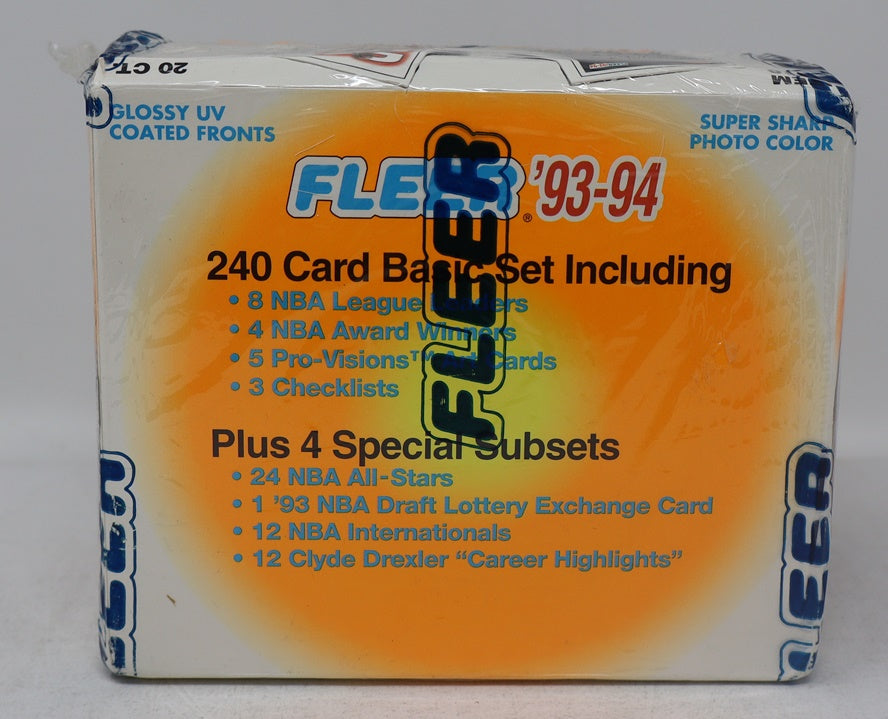 20 CT.
GLOSSY UV
COATED FRONTS
SUPER SHARP
PHOTO COLOR
FLEER® '93-94
240 Card Basic Set Including
• 8 NBA League Leaders
• 4 NBA Award Winners
• 5 Pro-Visions™ Art Cards
• 3 Checklists
Plus 4 Special Subsets
• 24 NBA All-Stars
• 1 '93 NBA Draft Lottery Exchange Card
• 12 NBA Internationals
• 12 Clyde Drexler “Career Highlights”
FLEER
EER
LEER